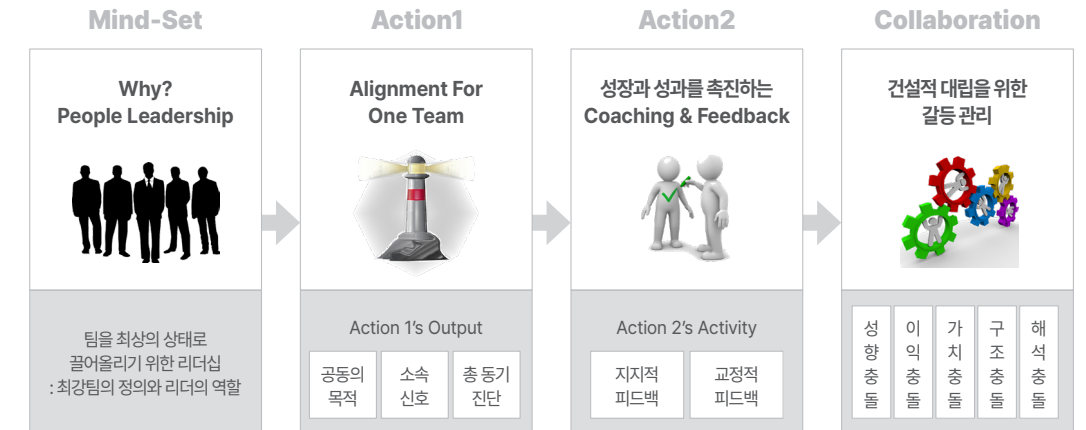 Mind-Set
Action1
Action2
Collaboration
Why?
People Leadership
Alignment For
One Team
성장과 성과를 촉진하는
Coaching & Feedback
건설적 대립을 위한
갈등 관리
팀을 최상의 상태로
끌어올리기 위한 리더십
: 최강팀의 정의와 리더의 역할
Action 1's Output
공동의
목적
소속
신호
총 동기
진단
Action 2's Activity
지지적
피드백
교정적
피드백
성향충돌
이익충돌
가치충돌
구조충돌
해석충돌